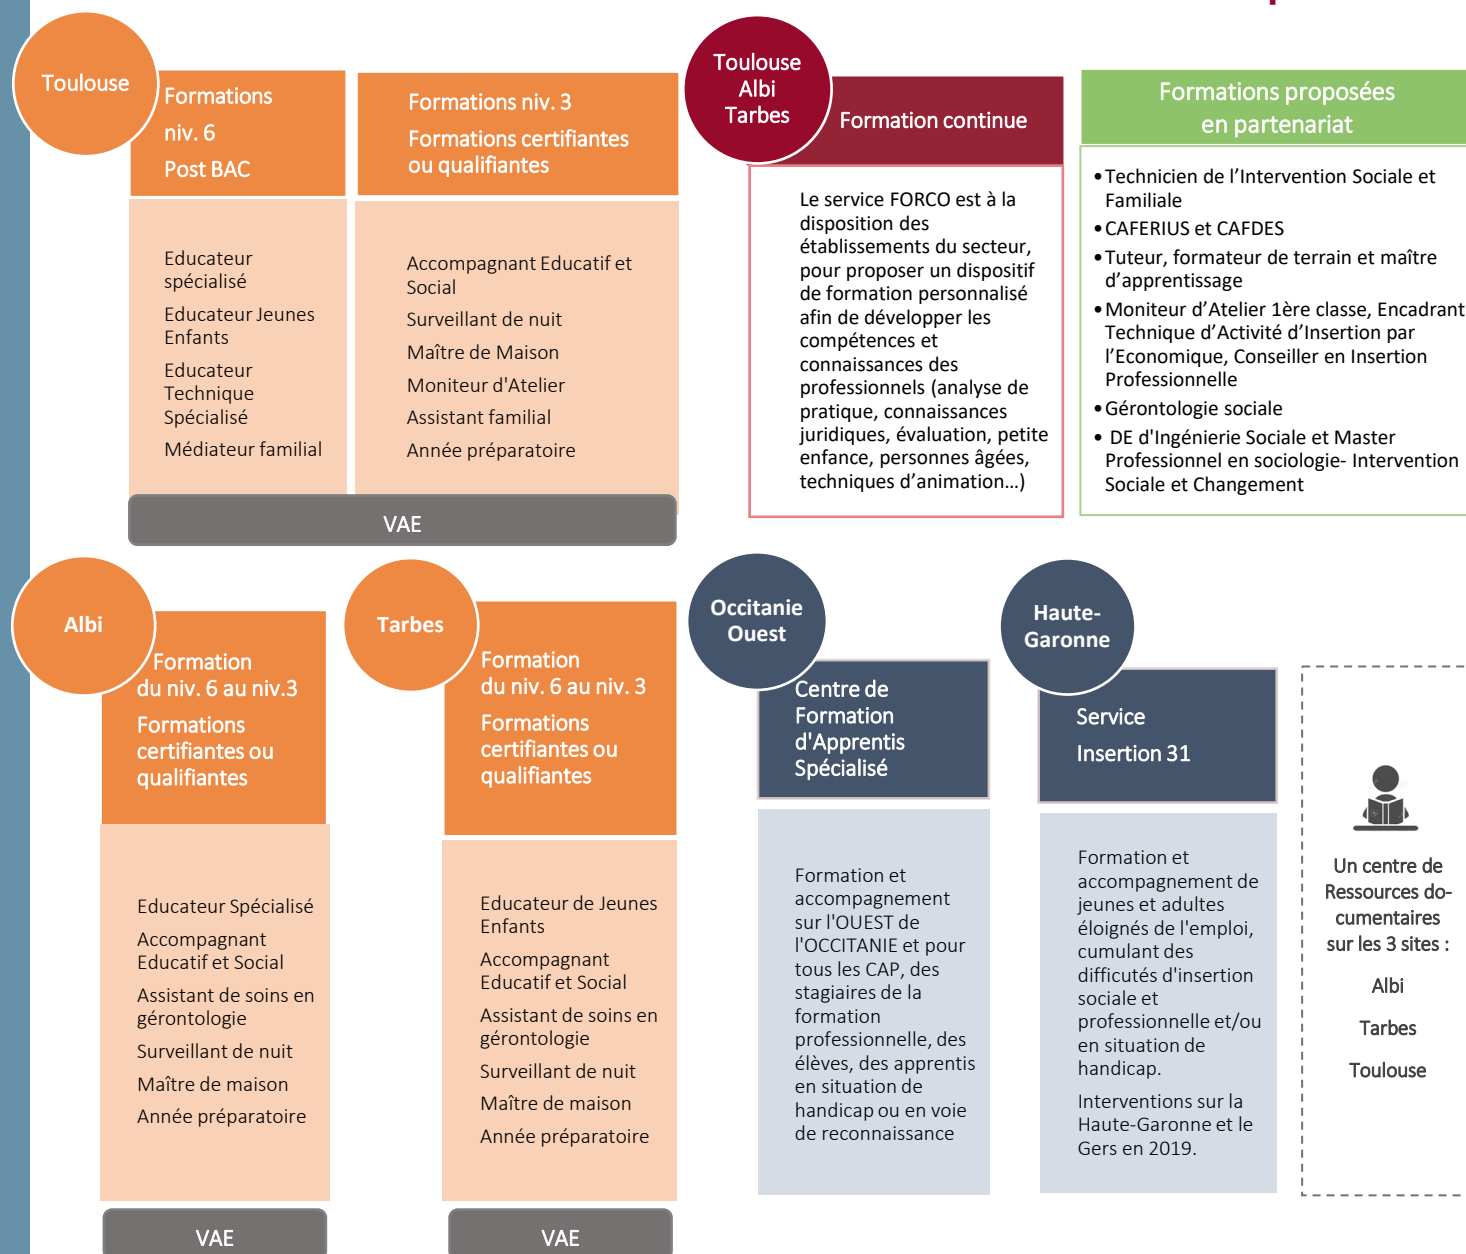 Toulouse
Formations
niv. 6
Post BAC
Educateur
spécialisé
Educateur Jeunes
Enfants
Educateur
Technique
Spécialisé
Médiateur familial
Formations niv. 3
Formations certifiantes
ou qualifiantes
Accompagnant Educatif et
Social
Surveillant de nuit
Maître de Maison
Moniteur d'Atelier
Assistant familial
Année préparatoire
VAE
Toulouse
Albi
Tarbes
Formation continue
Le service FORCO est à la
disposition des
établissements du secteur,
pour proposer un dispositif
de formation personnalisé
afin de développer les
compétences et
connaissances des
professionnels (analyse de
pratique, connaissances
juridiques, évaluation, petite
enfance, personnes âgées,
techniques d’animation…)
Formations proposées
en partenariat
•Technicien de l’Intervention Sociale et
Familiale
•CAFERIUS et CAFDES
•Tuteur, formateur de terrain et maître
d’apprentissage
•Moniteur d’Atelier 1ère classe, Encadrant
Technique d’Activité d’Insertion par
l’Economique, Conseiller en Insertion
Professionnelle
•Gérontologie sociale
• DE d'Ingénierie Sociale et Master
Professionnel en sociologie- Intervention
Sociale et Changement
Albi
Formation
du niv. 6 au niv.3
Formations
certifiantes ou
qualifiantes
Educateur Spécialisé
Accompagnant
Educatif et Social
Assistant de soins en
gérontologie
Surveillant de nuit
Maître de maison
Année préparatoire
VAE
Tarbes
Formation
du niv. 6 au niv. 3
Formations
certifiantes ou
qualifiantes
Educateur de Jeunes
Enfants
Accompagnant
Educatif et Social
Assistant de soins en
gérontologie
Surveillant de nuit
Maître de maison
Année préparatoire
VAE
Occitanie
Ouest
Centre de
Formation
d'Apprentis
Spécialisé
Formation et
accompagnement
sur l'OUEST de
l'OCCITANIE et pour
tous les CAP, des
stagiaires de la
formation
professionnelle, des
élèves, des apprentis
en situation de
handicap ou en voie
de reconnaissance
Haute-
Garonne
Service
Insertion 31
Formation et
accompagnement de
jeunes et adultes
éloignés de l'emploi,
cumulant des
difficutés d'insertion
sociale et
professionnelle et/ou
en situation de
handicap.
Interventions sur la
Haute-Garonne et le
Gers en 2019.
Un centre de
Ressources do-
cumentaires
sur les 3 sites :
Albi
Tarbes
Toulouse